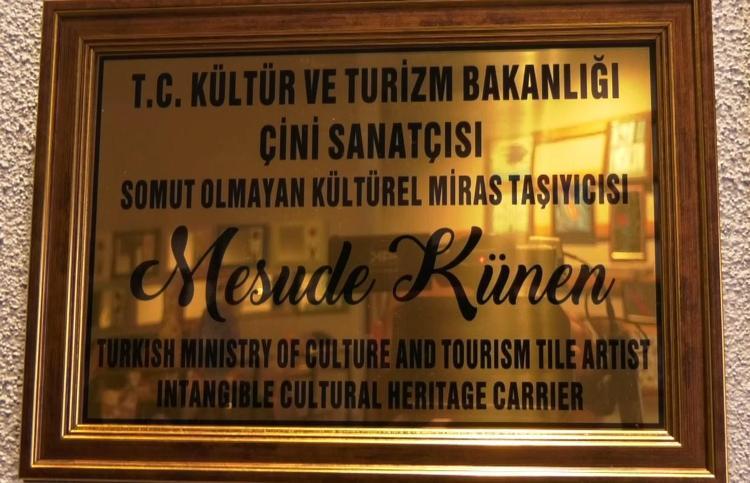 T.C. KÜLTÜR VE TURİZM BAKANLIĞI
ÇİNİ SANATÇISI
SOMUT OLMAYAN KÜLTÜREL MİRAS TAŞIYICISI
Mesude Künen
TURKISH MINISTRY OF CULTURE AND TOURISM TILE ARTIST
INTANGIBLE CULTURAL HERITAGE CARRIER